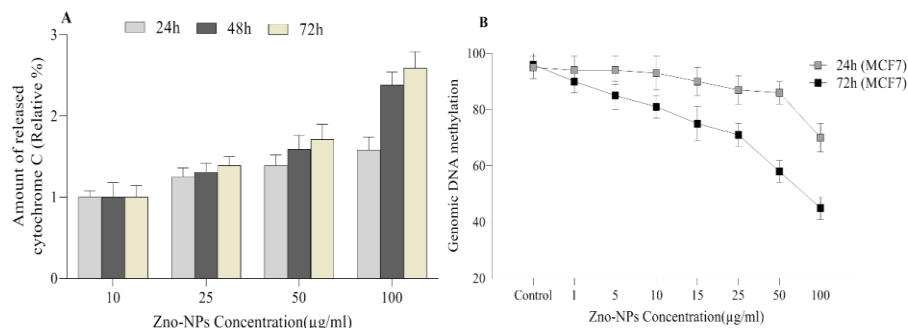 A
24h 48h 72h
Amount of released
cytochrome C (Relative %)
3
2
1
0
10 25 50 100
Zno-NPs Concentration(µg/ml)
B
24h (MCF7)
72h (MCF7)
Genomic DNA methylation
100
80
60
40
20
Control 1 5 10 15 25 50 100
Zno-NPs Concentration(µg/ml)